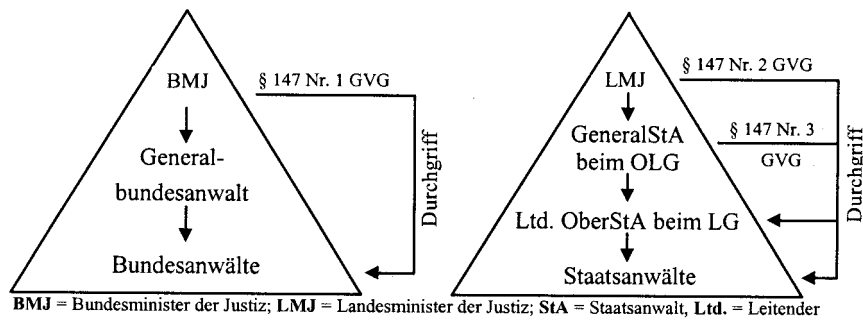 BMJ
§ 147 Nr. 1 GVG
General-
bundesanwalt
Bundesanwälte
Durchgriff
LMJ
§ 147 Nr. 2 GVG
GeneralStA
beim OLG
§ 147 Nr. 3
GVG
Ltd. OberStA beim LG
Staatsanwälte
Durchgriff
BMJ = Bundesminister der Justiz; LMJ = Landesminister der Justiz; StA = Staatsanwalt, Ltd. = Leitender